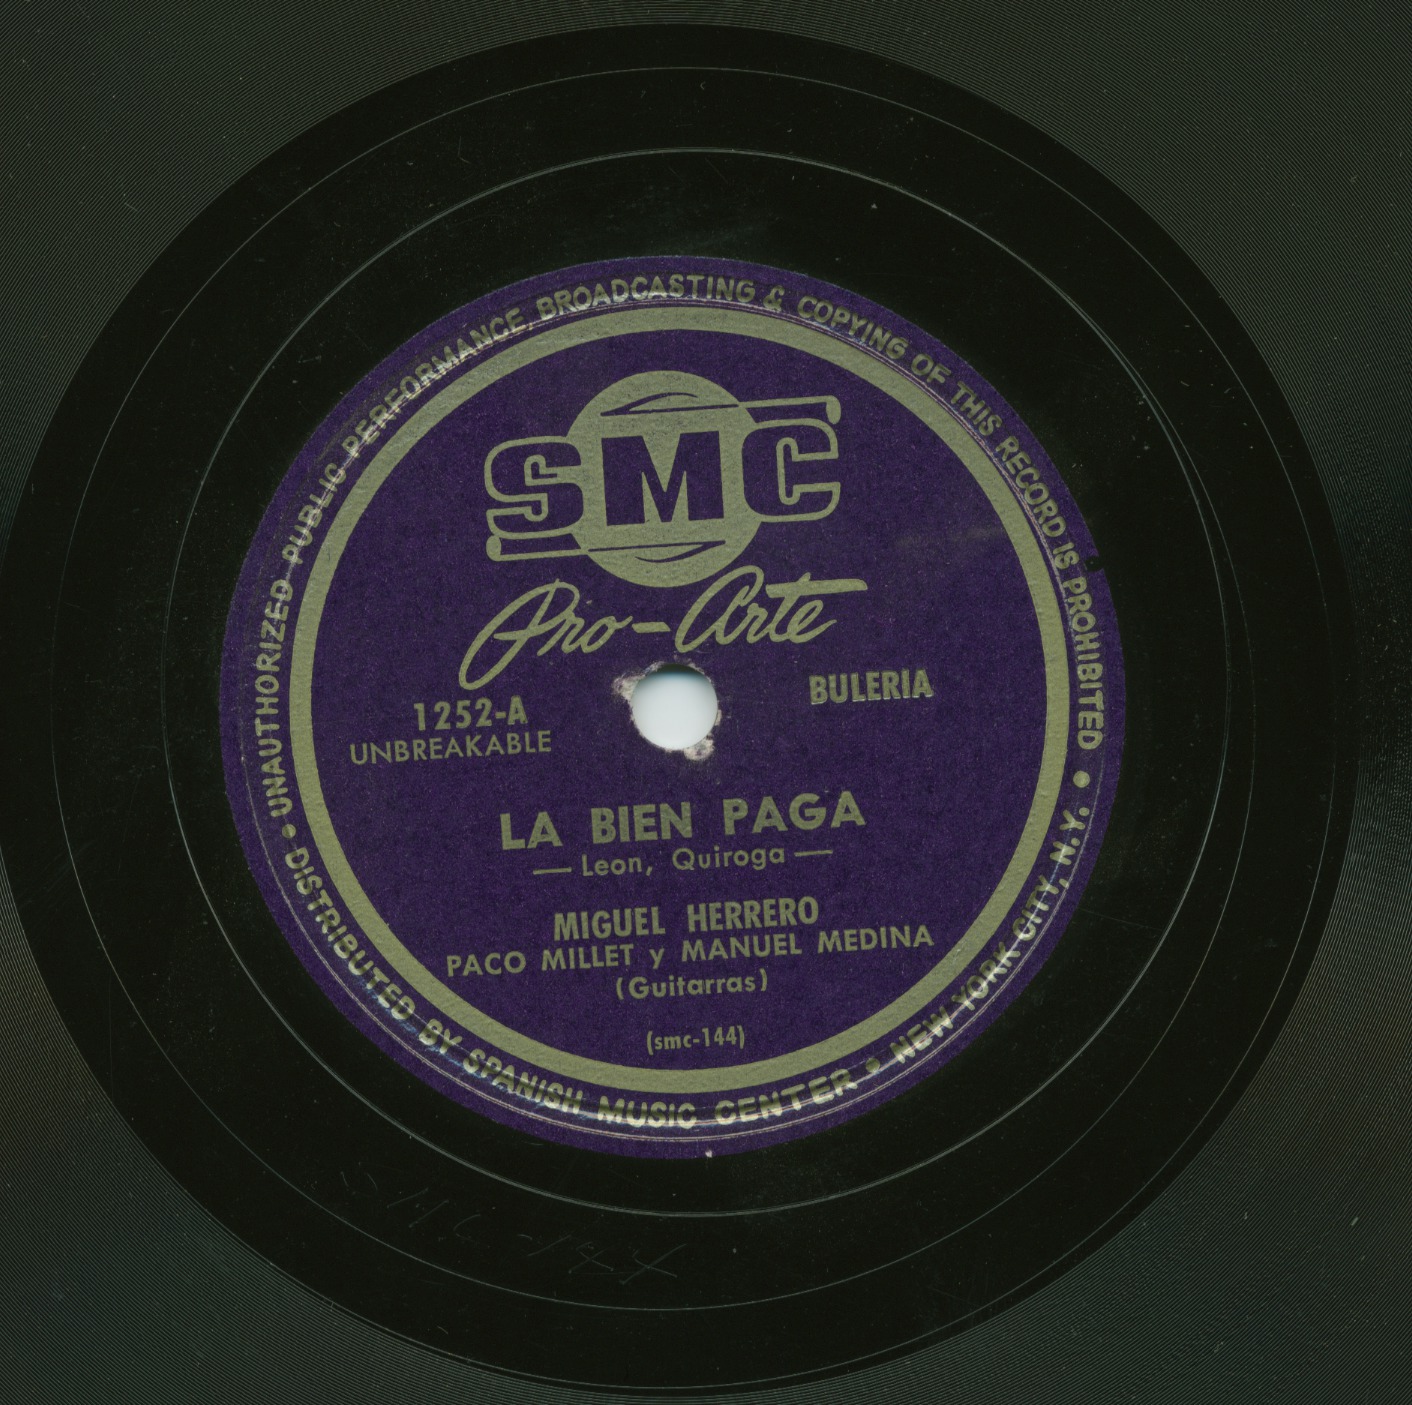 UNAUTHORIZED PUBLIC PERFORMANCE, BROADCASTING & COPYING OF THIS RECORD IS PROHIBITED
SMC
Pro-Arte
BULERIA
1252-A
UNBREAKABLE
LA BIEN PAGA
— Leon, Quiroga —
MIGUEL HERRERO
PACO MILLET y MANUEL MEDINA
(Guitarras)
(smc-144)
• DISTRIBUTED BY SPANISH MUSIC CENTER • NEW YORK CITY, N.Y. •